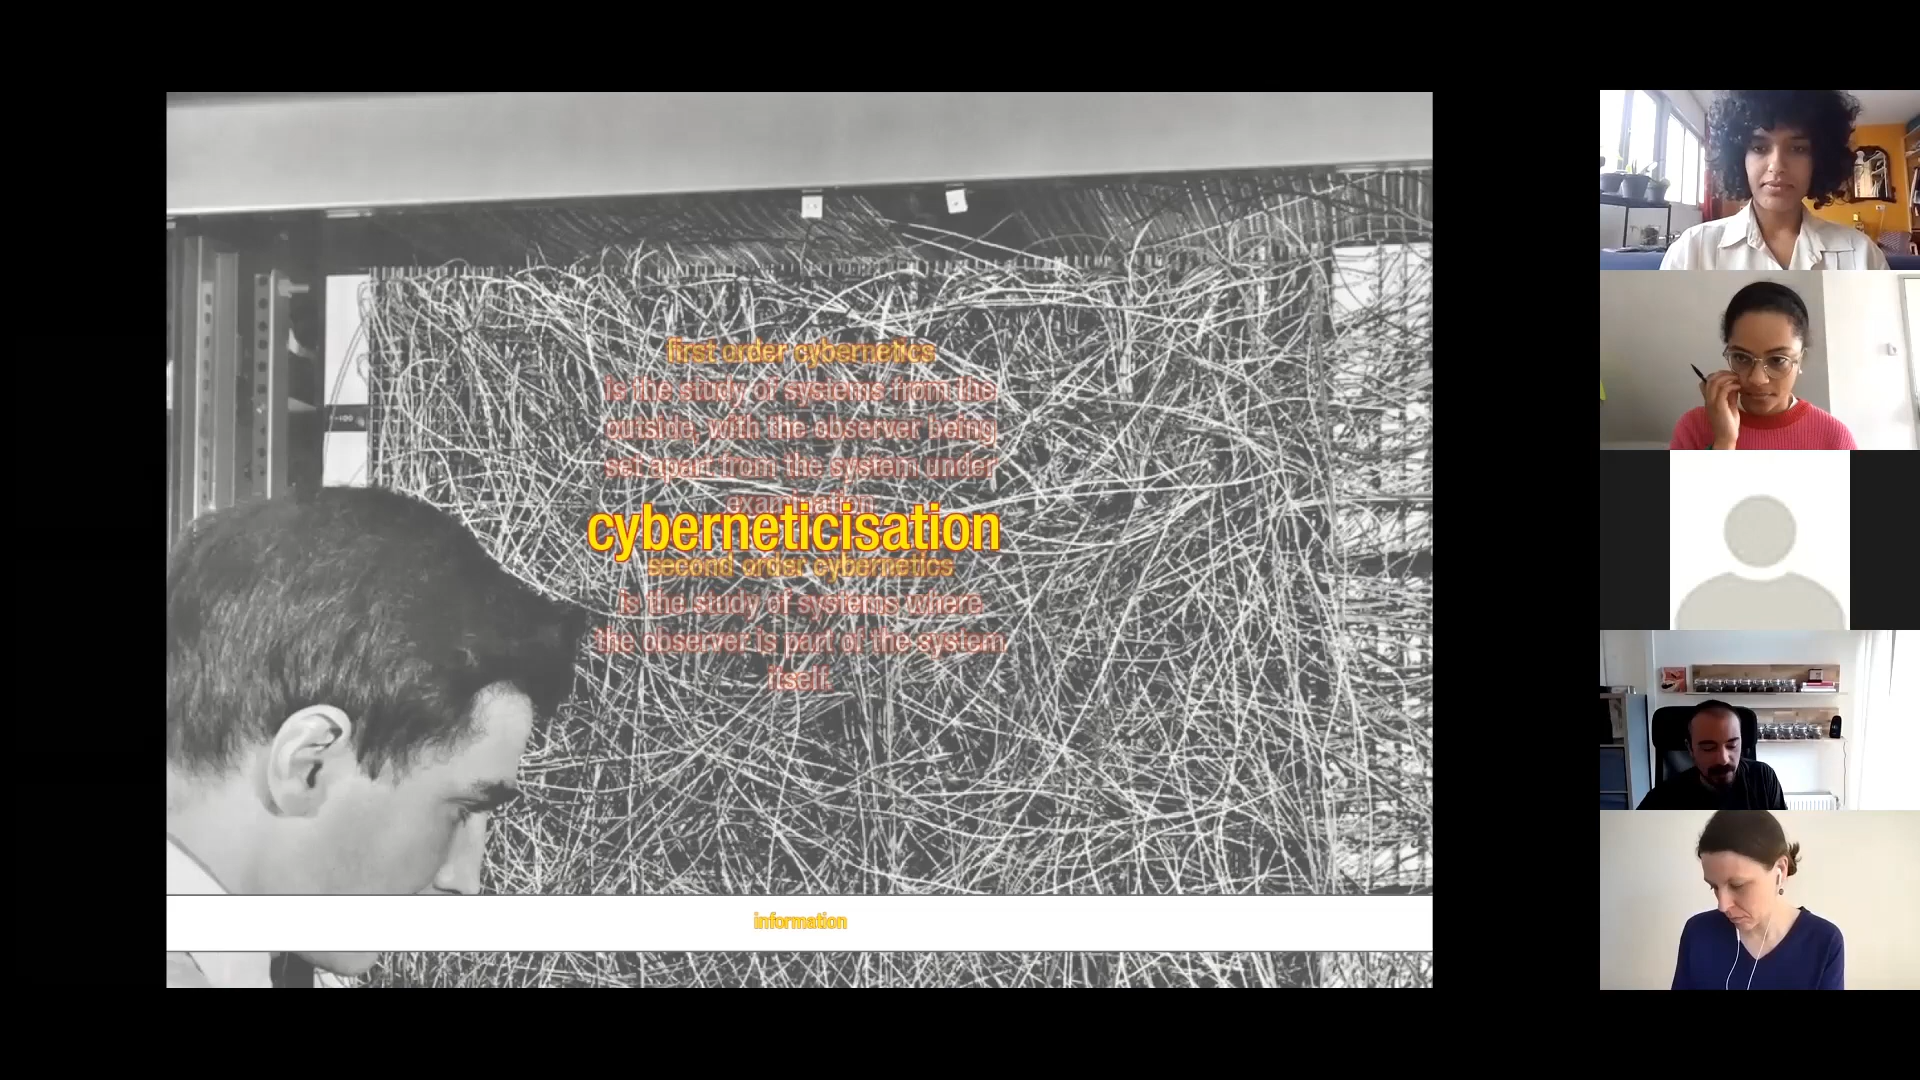 first order cybernetics
is the study of systems from the
outside, with the observer being
set apart from the system under
examination
cyberneticisation
second order cybernetics
is the study of systems where
the observer is part of the system
itself.
information